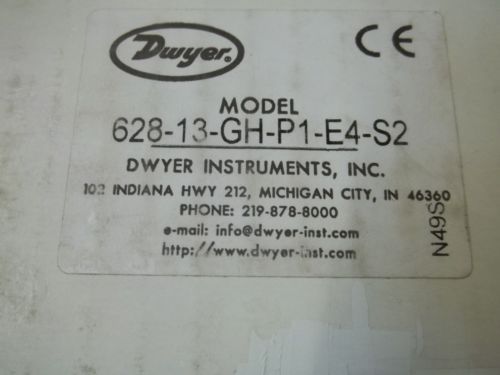 Dwyer®
CE
MODEL
628-13-GH-P1-E4-S2
DWYER INSTRUMENTS, INC.
102 INDIANA HWY 212, MICHIGAN CITY, IN 46360
PHONE: 219-878-8000
e-mail: info@dwyer-inst.com
http://www.dwyer-inst.com
N49S